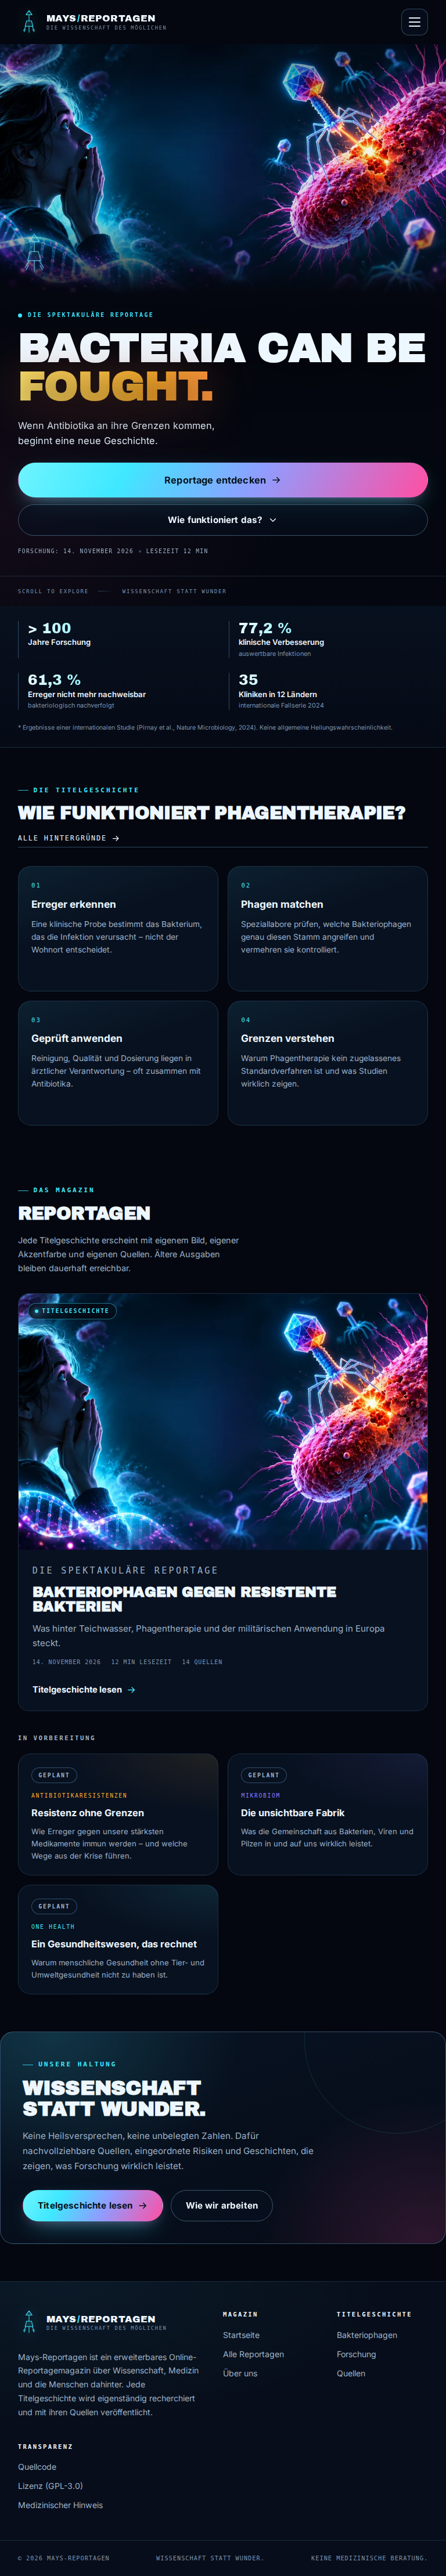 MAYS/REPORTAGEN
DIE WISSENSCHAFT DES MÖGLICHEN
DIE SPEKTAKULÄRE REPORTAGE
BACTERIA CAN BE
FOUGHT.
Wenn Antibiotika an ihre Grenzen kommen,
beginnt eine neue Geschichte.
Reportage entdecken →
Wie funktioniert das?
FORSCHUNG: 14. NOVEMBER 2026 · LESEZEIT 12 MIN
SCROLL TO EXPLORE
WISSENSCHAFT STATT WUNDER
> 100
Jahre Forschung
77,2 %
klinische Verbesserung
auswertbare Infektionen
61,3 %
Erreger nicht mehr nachweisbar
bakteriologisch nachverfolgt
35
Kliniken in 12 Ländern
internationale Fallserie 2024
* Ergebnisse einer internationalen Studie (Pirnay et al., Nature Microbiology, 2024). Keine allgemeine Heilungswahrscheinlichkeit.
DIE TITELGESCHICHTE
WIE FUNKTIONIERT PHAGENTHERAPIE?
ALLE HINTERGRÜNDE →
01
Erreger erkennen
Eine klinische Probe bestimmt das Bakterium,
das die Infektion verursacht – nicht der
Wohnort entscheidet.
02
Phagen matchen
Speziallabore prüfen, welche Bakteriophagen
genau diesen Stamm angreifen und
vermehren sie kontrolliert.
03
Geprüft anwenden
Reinigung, Qualität und Dosierung liegen in
ärztlicher Verantwortung – oft zusammen mit
Antibiotika.
04
Grenzen verstehen
Warum Phagentherapie kein zugelassenes
Standardverfahren ist und was Studien
wirklich zeigen.
DAS MAGAZIN
REPORTAGEN
Jede Titelgeschichte erscheint mit eigenem Bild, eigener
Akzentfarbe und eigenen Quellen. Ältere Ausgaben
bleiben dauerhaft erreichbar.
TITELGESCHICHTE
DIE SPEKTAKULÄRE REPORTAGE
BAKTERIOPHAGEN GEGEN RESISTENTE
BAKTERIEN
Was hinter Teichwasser, Phagentherapie und der militärischen Anwendung in Europa
steckt.
14. NOVEMBER 2026 12 MIN LESEZEIT 14 QUELLEN
Titelgeschichte lesen →
IN VORBEREITUNG
GEPLANT
ANTIBIOTIKARESISTENZEN
Resistenz ohne Grenzen
Wie Erreger gegen unsere stärksten
Medikamente immun werden – und welche
Wege aus der Krise führen.
GEPLANT
MIKROBIOM
Die unsichtbare Fabrik
Was die Gemeinschaft aus Bakterien, Viren und
Pilzen in und auf uns wirklich leistet.
GEPLANT
ONE HEALTH
Ein Gesundheitswesen, das rechnet
Warum menschliche Gesundheit ohne Tier- und
Umweltgesundheit nicht zu haben ist.
UNSERE HALTUNG
WISSENSCHAFT
STATT WUNDER.
Keine Heilsversprechen, keine unbelegten Zahlen. Dafür
nachvollziehbare Quellen, eingeordnete Risiken und Geschichten, die
zeigen, was Forschung wirklich leistet.
Titelgeschichte lesen →
Wie wir arbeiten
MAYS/REPORTAGEN
DIE WISSENSCHAFT DES MÖGLICHEN
Mays-Reportagen ist ein erweiterbares Online-
Reportagemagazin über Wissenschaft, Medizin
und die Menschen dahinter. Jede
Titelgeschichte wird eigenständig recherchiert
und mit ihren Quellen veröffentlicht.
MAGAZIN
Startseite
Alle Reportagen
Über uns
TITELGESCHICHTE
Bakteriophagen
Forschung
Quellen
TRANSPARENZ
Quellcode
Lizenz (GPL-3.0)
Medizinischer Hinweis
© 2026 MAYS-REPORTAGEN
WISSENSCHAFT STATT WUNDER.
KEINE MEDIZINISCHE BERATUNG.